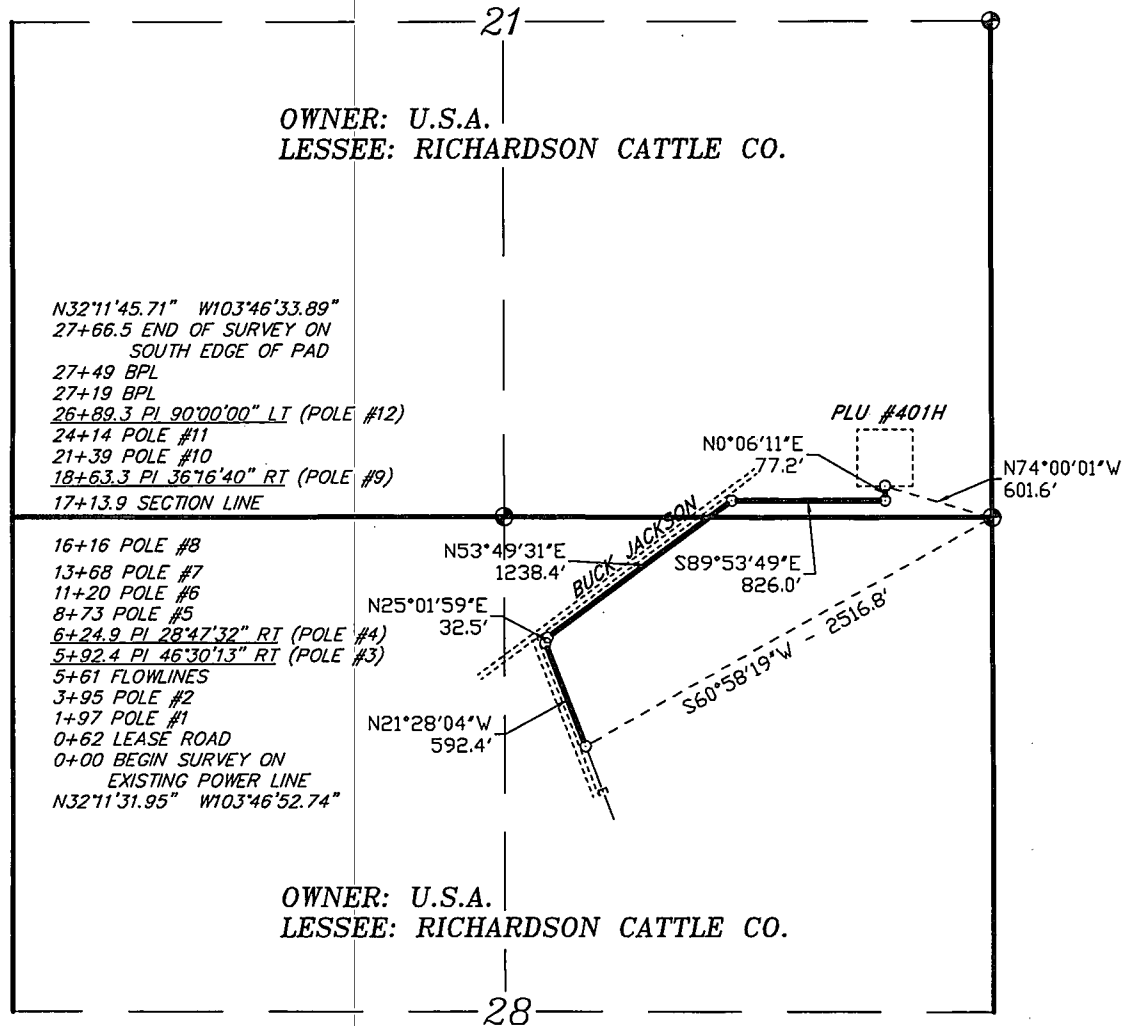 21
OWNER: U.S.A.
LESSEE: RICHARDSON CATTLE CO.
N32°11'45.71" W103°46'33.89"
27+66.5 END OF SURVEY ON
SOUTH EDGE OF PAD
27+49 BPL
27+19 BPL
26+89.3 PI 90°00'00" LT (POLE #12)
24+14 POLE #11
21+39 POLE #10
18+63.3 PI 36°16'40" RT (POLE #9)
17+13.9 SECTION LINE
PLU #401H
N0°06'11"E
77.2'
N74°00'01"W
601.6'
16+16 POLE #8
13+68 POLE #7
11+20 POLE #6
8+73 POLE #5
6+24.9 PI 28°47'32" RT (POLE #4)
5+92.4 PI 46°30'13" RT (POLE #3)
5+61 FLOWLINES
3+95 POLE #2
1+97 POLE #1
0+62 LEASE ROAD
0+00 BEGIN SURVEY ON
EXISTING POWER LINE
N32°11'31.95" W103°46'52.74"
N53°49'31"E
1238.4'
BUCK JACKSON
S89°53'49"E
826.0'
N25°01'59"E
32.5'
S60°58'19"W - 2516.8'
N21°28'04"W
592.4'
E
OWNER: U.S.A.
LESSEE: RICHARDSON CATTLE CO.
28